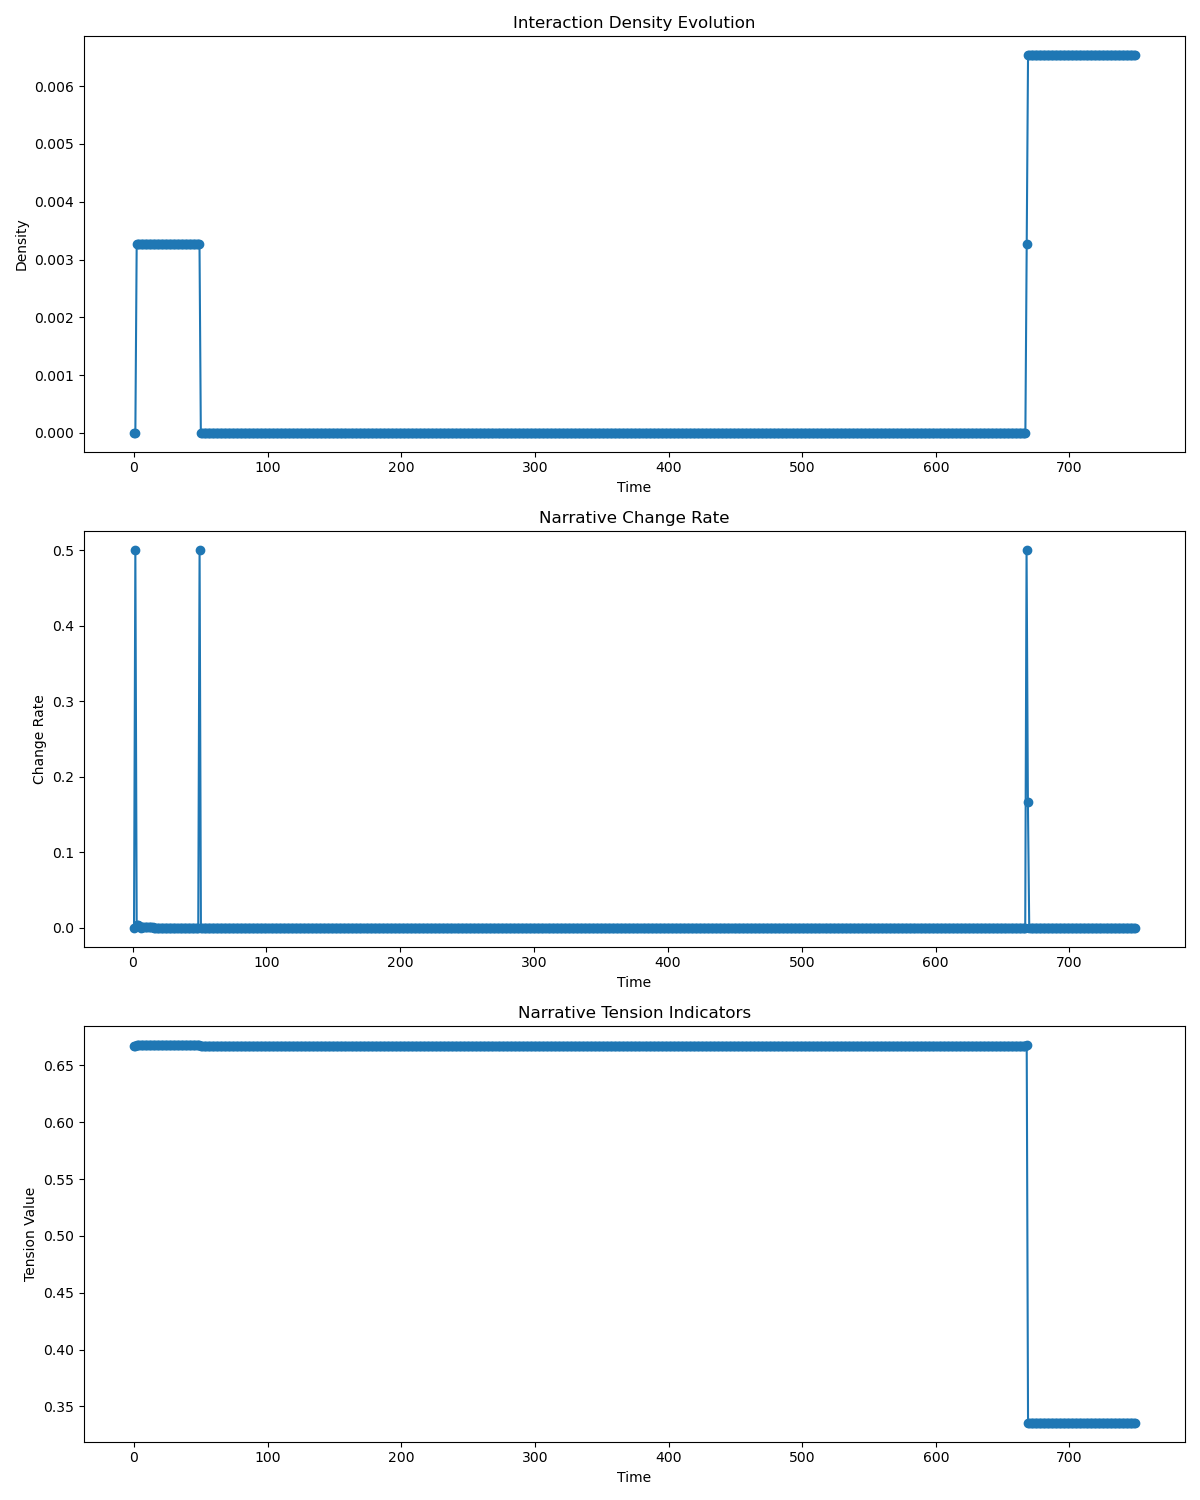 Interaction Density Evolution
0.006
0.005
0.004
0.003
0.002
0.001
0.000
Density
0 100 200 300 400 500 600 700
Time
Narrative Change Rate
0.5
0.4
0.3
0.2
0.1
0.0
Change Rate
0 100 200 300 400 500 600 700
Time
Narrative Tension Indicators
0.65
0.60
0.55
0.50
0.45
0.40
0.35
Tension Value
0 100 200 300 400 500 600 700
Time